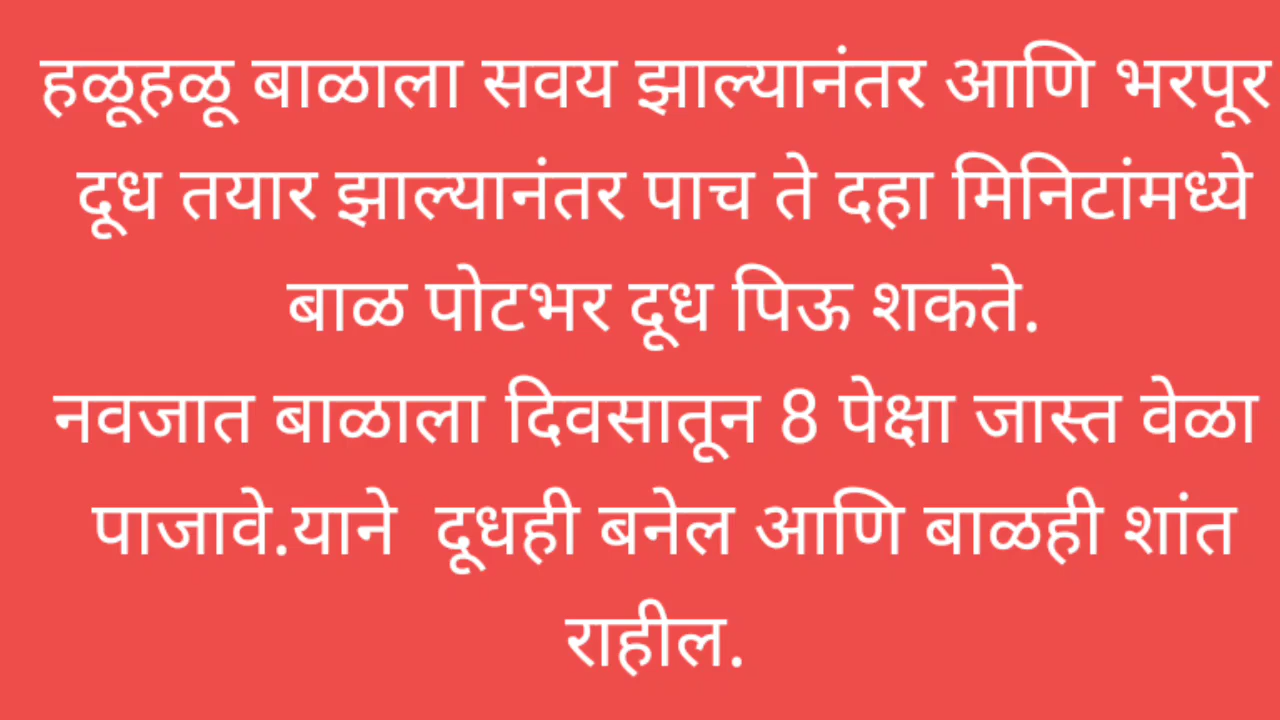 हळूहळू बाळाला सवय झाल्यानंतर आणि भरपूर
दूध तयार झाल्यानंतर पाच ते दहा मिनिटांमध्ये
बाळ पोटभर दूध पिऊ शकते.
नवजात बाळाला दिवसातून 8 पेक्षा जास्त वेळा
पाजावे.याने  दूधही बनेल आणि बाळही शांत
राहील.